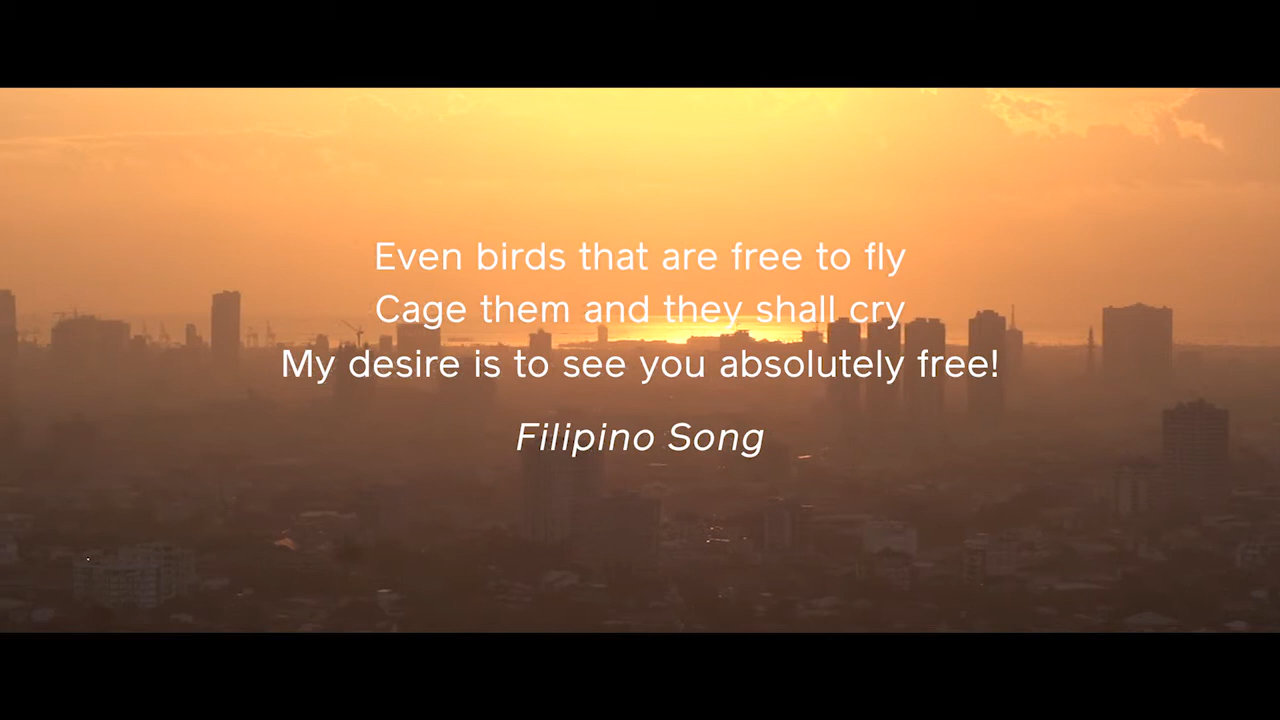 Even birds that are free to fly
Cage them and they shall cry
My desire is to see you absolutely free!
Filipino Song